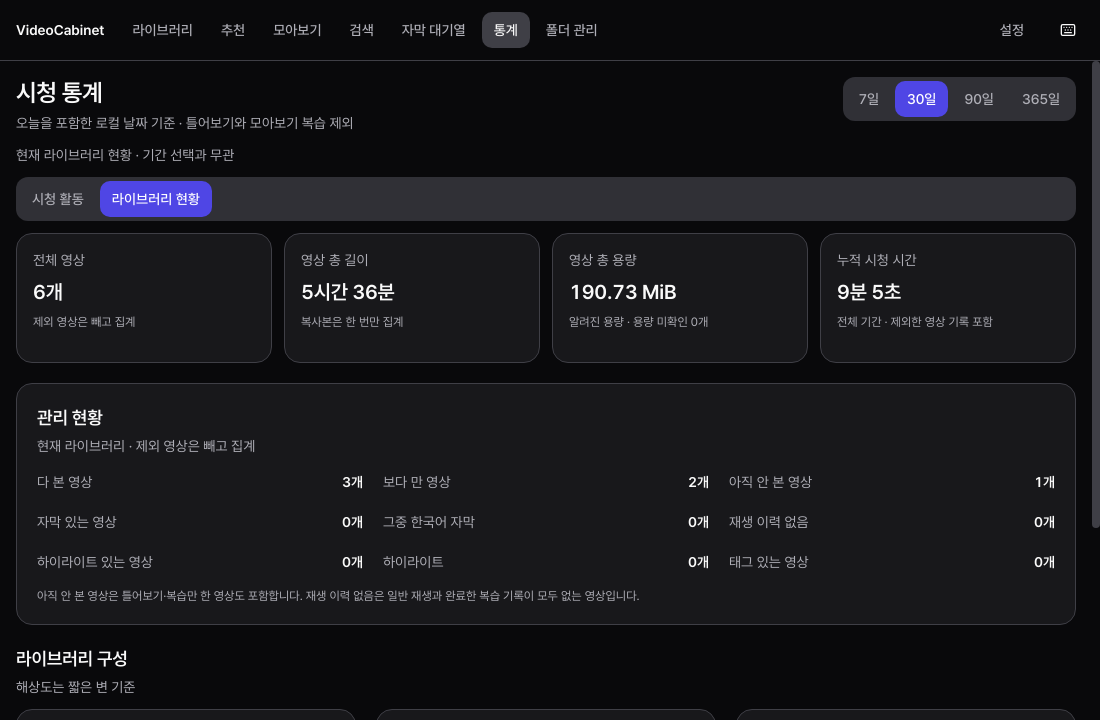 VideoCabinet 라이브러리 추천 모아보기 검색 자막 대기열 통계 폴더 관리 설정
시청 통계
7일 30일 90일 365일
오늘을 포함한 로컬 날짜 기준 · 틀어보기와 모아보기 복습 제외
현재 라이브러리 현황 · 기간 선택과 무관
시청 활동 라이브러리 현황
전체 영상
6개
제외 영상은 빼고 집계
영상 총 길이
5시간 36분
복사본은 한 번만 집계
영상 총 용량
190.73 MiB
알려진 용량 · 용량 미확인 0개
누적 시청 시간
9분 5초
전체 기간 · 제외한 영상 기록 포함
관리 현황
현재 라이브러리 · 제외 영상은 빼고 집계
다 본 영상 3개 보다 만 영상 2개 아직 안 본 영상 1개
자막 있는 영상 0개 그중 한국어 자막 0개 재생 이력 없음 0개
하이라이트 있는 영상 0개 하이라이트 0개 태그 있는 영상 0개
아직 안 본 영상은 틀어보기·복습만 한 영상도 포함합니다. 재생 이력 없음은 일반 재생과 완료한 복습 기록이 모두 없는 영상입니다.
라이브러리 구성
해상도는 짧은 변 기준